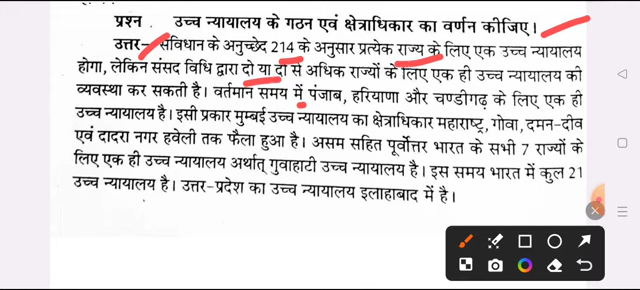 प्रश्न. उच्च न्यायालय के गठन एवं क्षेत्राधिकार का वर्णन कीजिए।
उत्तर- संविधान के अनुच्छेद 214 के अनुसार प्रत्येक राज्य के लिए एक उच्च न्यायालय
होगा, लेकिन संसद विधि द्वारा दो या दो से अधिक राज्यों के लिए एक ही उच्च न्यायालय की
व्यवस्था कर सकती है। वर्तमान समय में पंजाब, हरियाणा और चण्डीगढ़ के लिए एक ही
उच्च न्यायालय है। इसी प्रकार मुम्बई उच्च न्यायालय का क्षेत्राधिकार महाराष्ट्र, गोवा, दमन-दीव
एवं दादरा नगर हवेली तक फैला हुआ है। असम सहित पूर्वोत्तर भारत के सभी 7 राज्यों के
लिए एक ही उच्च न्यायालय अर्थात् गुवाहाटी उच्च न्यायालय है। इस समय भारत में कुल 21
उच्च न्यायालय है। उत्तर-प्रदेश का उच्च न्यायालय इलाहाबाद में है।